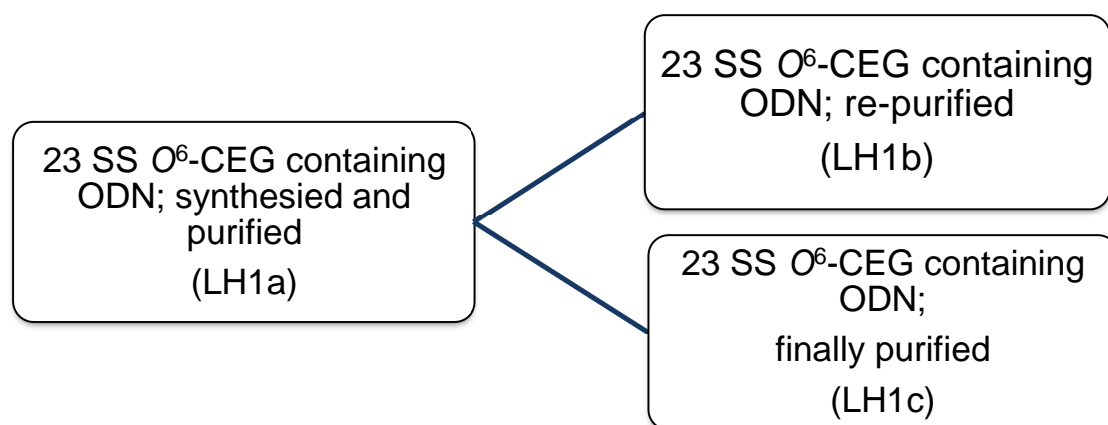 23 SS O⁶-CEG containing
ODN; synthesied and
purified
(LH1a)
23 SS O⁶-CEG containing
ODN; re-purified
(LH1b)
23 SS O⁶-CEG containing
ODN;
finally purified
(LH1c)